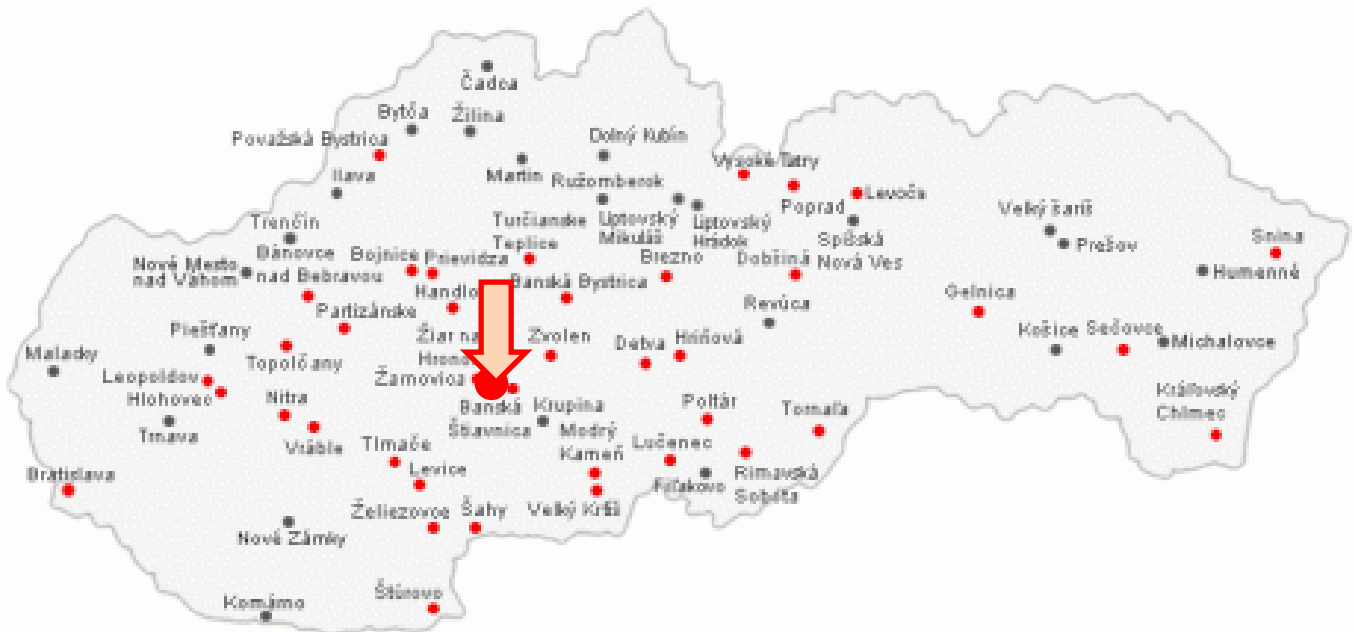 Čadca
Bytča
Žilina
Považská Bystrica
Dolný Kubín
Vysoké Tatry
Ilava
Martin
Ružomberok
Levoča
Poprad
Trenčín
Turčianske
Teplice
Liptovský
Mikuláš
Liptovský
Hrádok
Veľký Šariš
Prešov
Spišská
Nová Ves
Snina
Bánovce
nad Bebravou
Nové Mesto
nad Váhom
Bojnice
Prievidza
Brezno
Dobšiná
Humenné
Handlo
Banská Bystrica
Revúca
Gelnica
Partizánske
Piešťany
Žiar na
Hrono
Zvolen
Detva
Hriňová
Košice
Sečovce
Michalovce
Malacky
Topoľčany
Leopoldov
Hlohovec
Žarnovica
Nitra
Banská
Štiavnica
Krupina
Poltár
Tornaľa
Kráľovský
Chlmec
Trnava
Vráble
Tlmače
Modrý
Kameň
Lučenec
Levice
Bratislava
Fiľakovo
Rimavská
Sobota
Želiezovce
Šahy
Veľký Krtíš
Nové Zámky
Štúrovo
Komárno